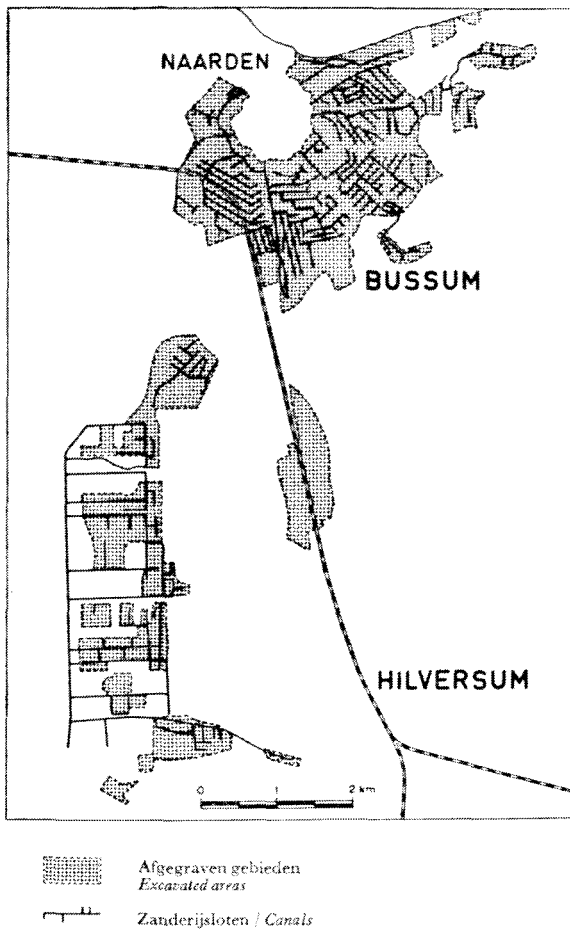 NAARDEN
BUSSUM
HILVERSUM
0 1 2 km
Afgegraven gebieden
Excavated areas
Zanderijsloten / Canals